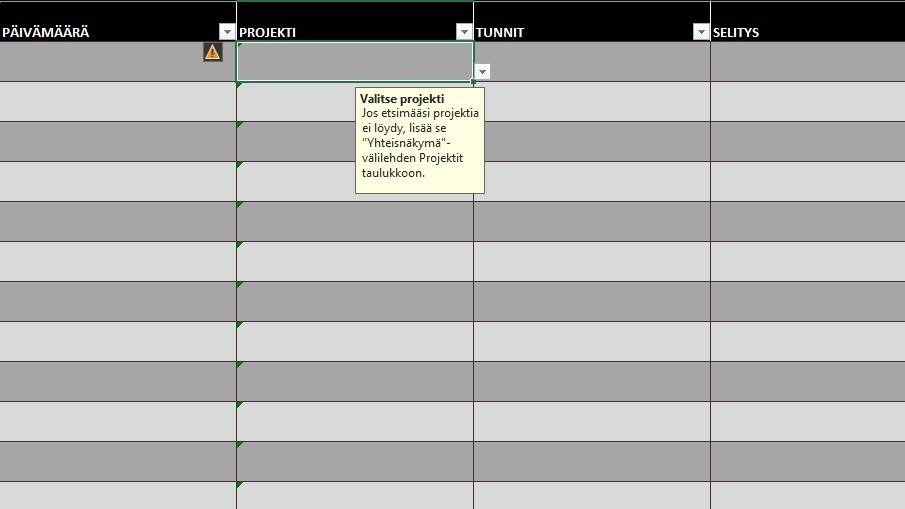 PÄIVÄMÄÄRÄ PROJEKTI TUNNIT SELITYS
Valitse projekti
Jos etsimääsi projektia
ei löydy, lisää se
"Yhteisnäkymä"-
välilehden Projektit
taulukkoon.